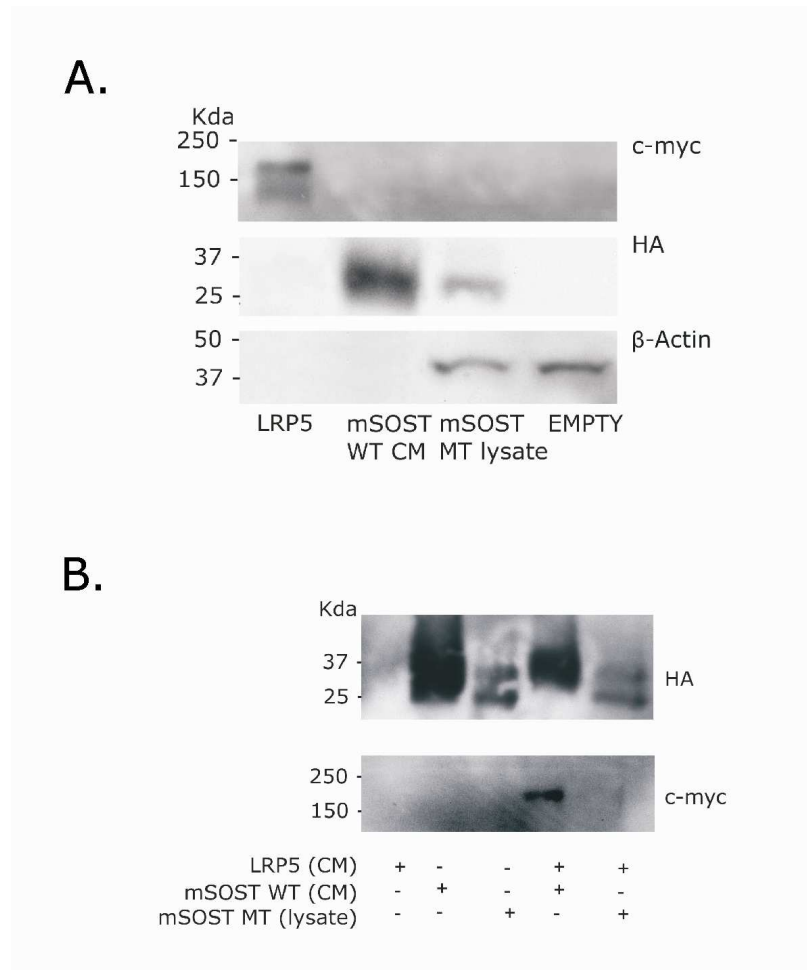 A.
Kda
250 -
c-myc
150 -
37 -
HA
25 -
50 -
β-Actin
37 -
LRP5 mSOST mSOST EMPTY
WT CM MT lysate
B.
Kda
37 -
HA
25 -
250 -
c-myc
150 -
LRP5 (CM) + - - + +
mSOST WT (CM) - + - + -
mSOST MT (lysate) - - + - +